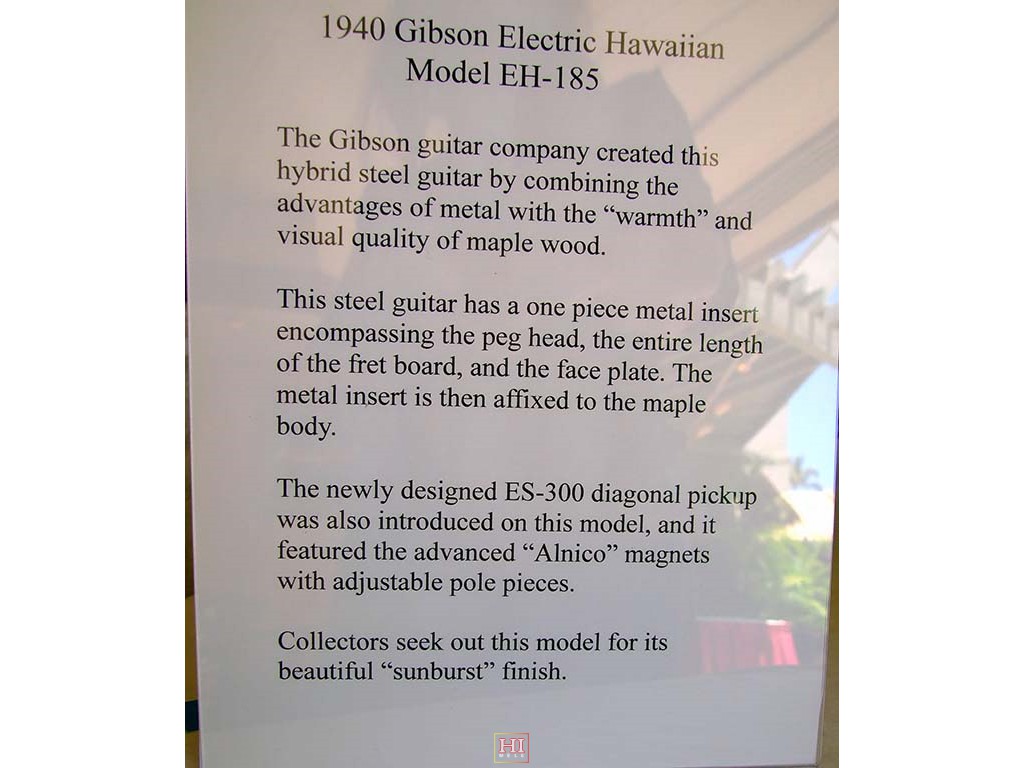 1940 Gibson Electric Hawaiian
Model EH-185
The Gibson guitar company created this
hybrid steel guitar by combining the
advantages of metal with the “warmth” and
visual quality of maple wood.
This steel guitar has a one piece metal insert
encompassing the peg head, the entire length
of the fret board, and the face plate. The
metal insert is then affixed to the maple
body.
The newly designed ES-300 diagonal pickup
was also introduced on this model, and it
featured the advanced “Alnico” magnets
with adjustable pole pieces.
Collectors seek out this model for its
beautiful “sunburst” finish.
HI